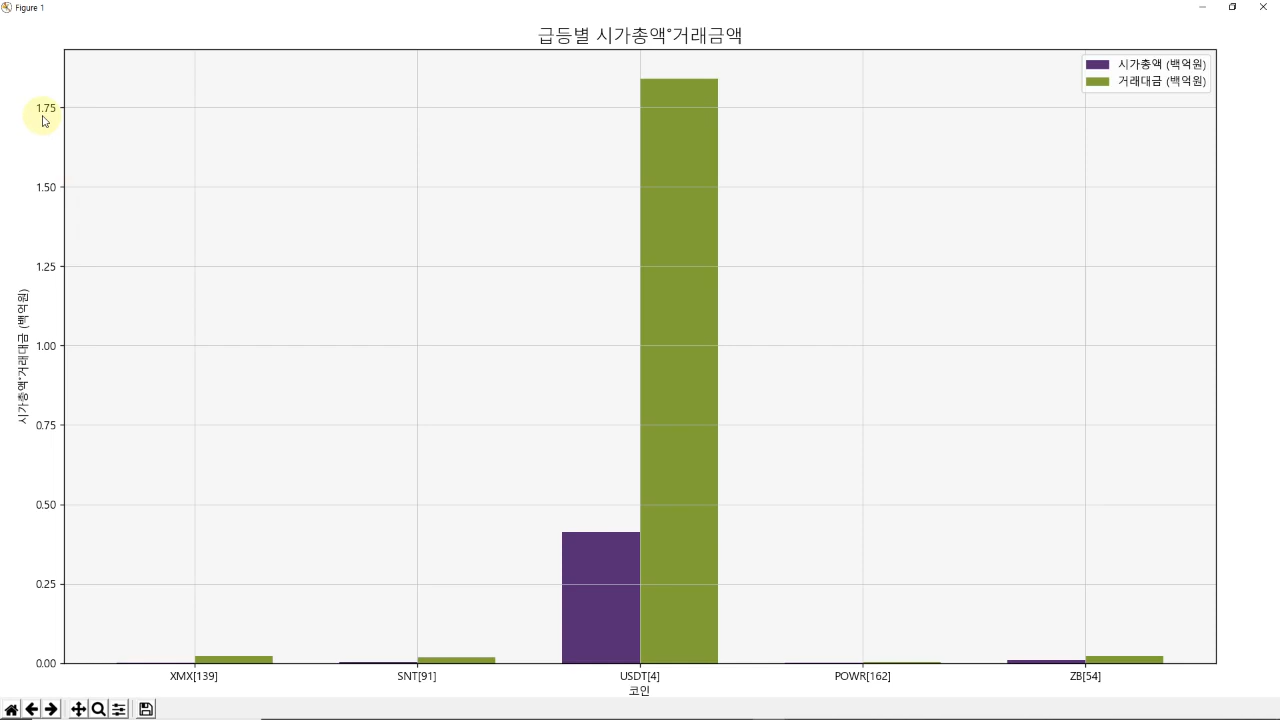 Figure 1
급등별 시가총액°거래금액
시가총액 (백억원)
거래대금 (백억원)
1.75
1.50
1.25
1.00
0.75
0.50
0.25
0.00
시가총액°거래대금 (백억원)
XMX[139] SNT[91] USDT[4] POWR[162] ZB[54]
코인